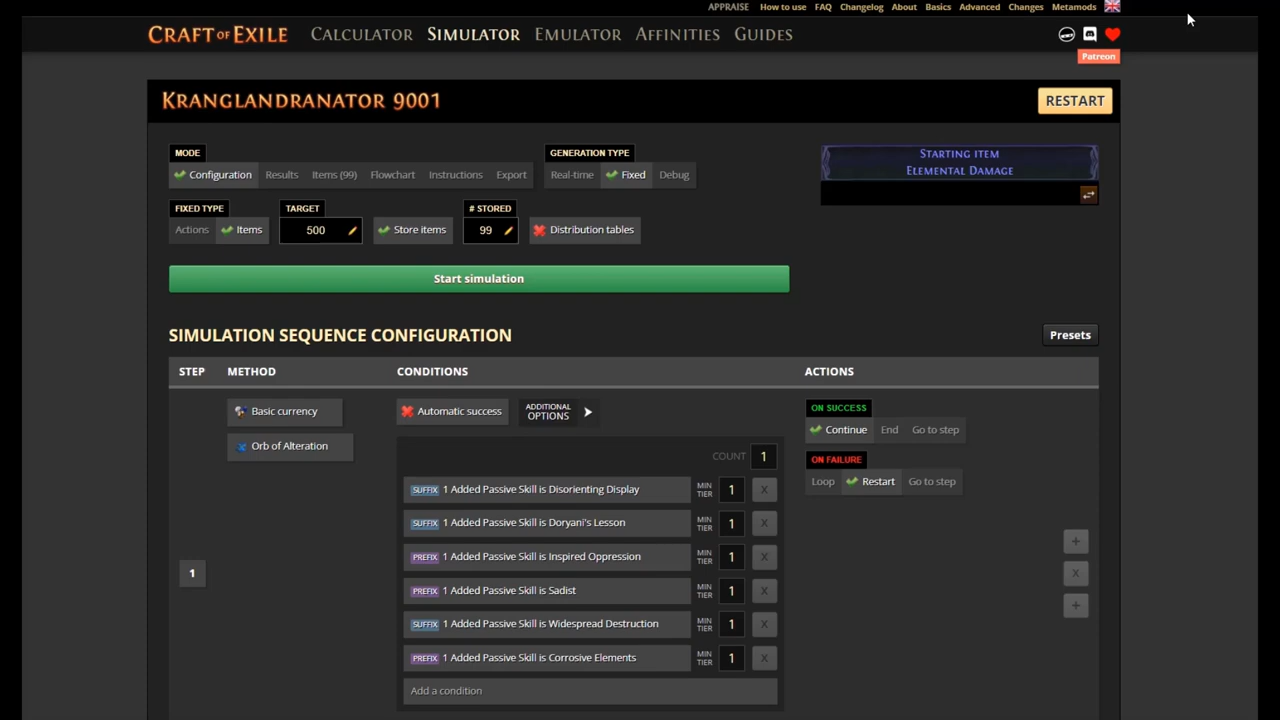 APPRAISE How to use FAQ Changelog About Basics Advanced Changes Metamods
CRAFT OF EXILE CALCULATOR SIMULATOR EMULATOR AFFINITIES GUIDES
Patreon
KRANGLANDRANATOR 9001 RESTART
MODE GENERATION TYPE
Configuration Results Items (99) Flowchart Instructions Export Real-time Fixed Debug
STARTING ITEM
ELEMENTAL DAMAGE
FIXED TYPE TARGET # STORED
Actions Items 500 Store items 99 Distribution tables
Start simulation
SIMULATION SEQUENCE CONFIGURATION Presets
STEP METHOD CONDITIONS ACTIONS
Basic currency Automatic success ADDITIONAL OPTIONS ON SUCCESS
Continue End Go to step
Orb of Alteration
COUNT 1 ON FAILURE
Loop Restart Go to step
SUFFIX 1 Added Passive Skill is Disorienting Display MIN TIER 1 X
SUFFIX 1 Added Passive Skill is Doryani's Lesson MIN TIER 1 X
PREFIX 1 Added Passive Skill is Inspired Oppression MIN TIER 1 X
+
1
X
PREFIX 1 Added Passive Skill is Sadist MIN TIER 1 X
+
SUFFIX 1 Added Passive Skill is Widespread Destruction MIN TIER 1 X
PREFIX 1 Added Passive Skill is Corrosive Elements MIN TIER 1 X
Add a condition